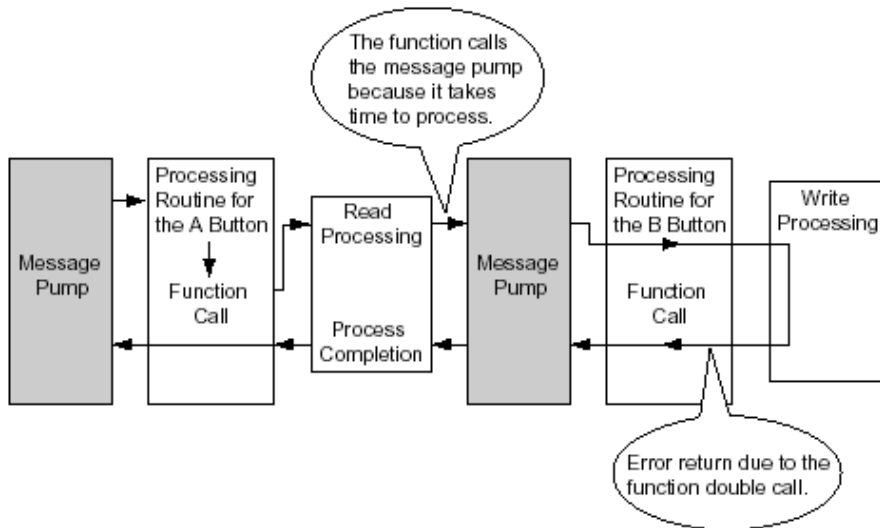 The function calls
the message pump
because it takes
time to process.
Message
Pump
Processing
Routine for
the A Button
Function
Call
Read
Processing
Process
Completion
Message
Pump
Processing
Routine for
the B Button
Function
Call
Write
Processing
Error return due to the
function double call.